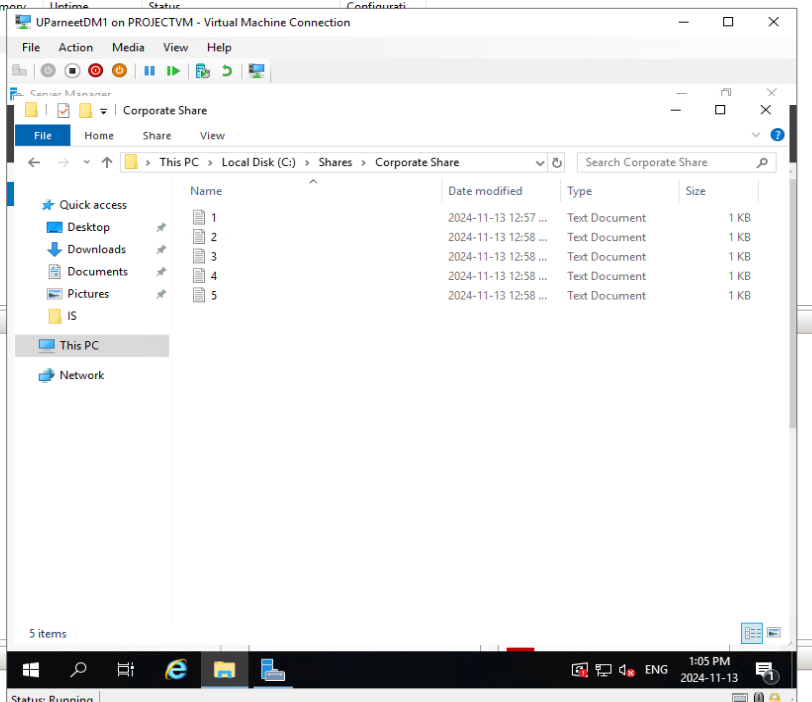 mory Uptime Status Configurati
UParneetDM1 on PROJECTVM - Virtual Machine Connection
File Action Media View Help
Server Manager
Corporate Share
File Home Share View
This PC > Local Disk (C:) > Shares > Corporate Share
Search Corporate Share
Name Date modified Type Size
Quick access
Desktop
Downloads
Documents
Pictures
IS
This PC
Network
1 2024-11-13 12:57 ... Text Document 1 KB
2 2024-11-13 12:58 ... Text Document 1 KB
3 2024-11-13 12:58 ... Text Document 1 KB
4 2024-11-13 12:58 ... Text Document 1 KB
5 2024-11-13 12:58 ... Text Document 1 KB
5 items
ENG
1:05 PM
2024-11-13
1
Status: Running